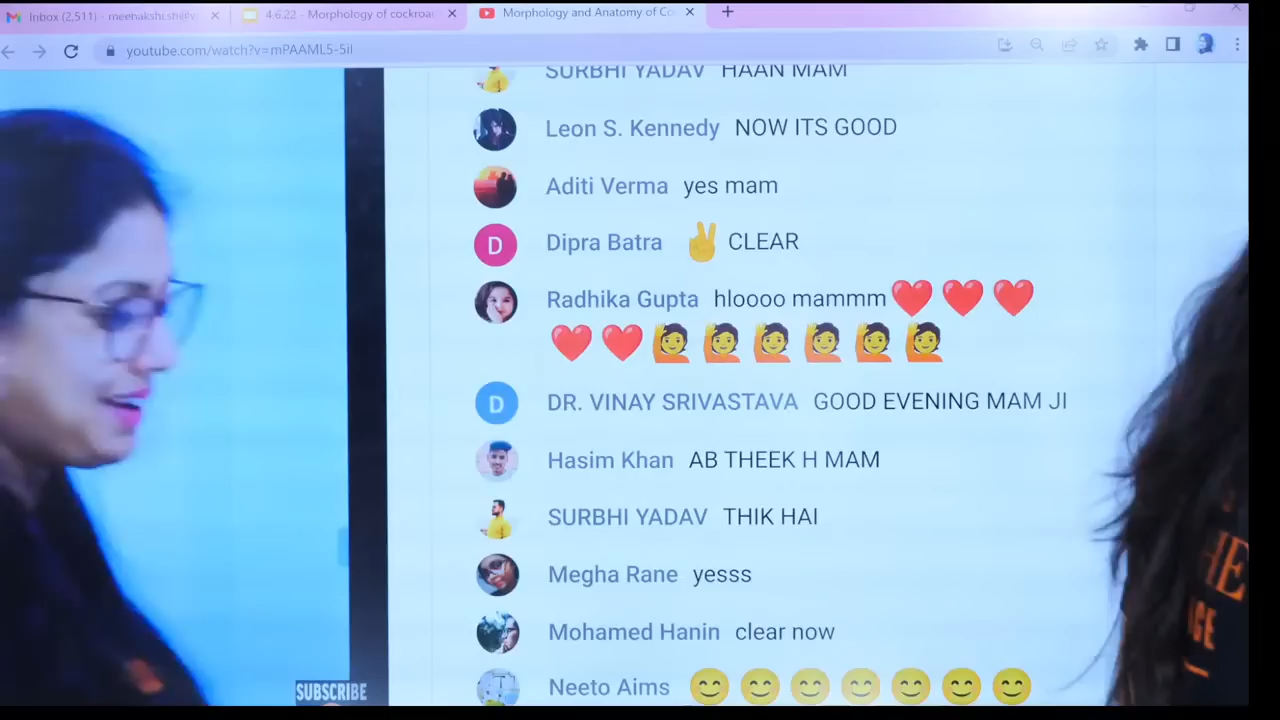 Inbox (2,511) - meenakshi.shi@v
4.6.22 - Morphology of cockroa
Morphology and Anatomy of Co
youtube.com/watch?v=mPAAML5-5iI
SURBHI YADAV HAAN MAM
Leon S. Kennedy NOW ITS GOOD
Aditi Verma yes mam
D Dipra Batra ✌ CLEAR
Radhika Gupta hloooo mammm ❤️ ❤️ ❤️
❤️ ❤️ 🙋 🙋 🙋 🙋 🙋 🙋
D DR. VINAY SRIVASTAVA GOOD EVENING MAM JI
Hasim Khan AB THEEK H MAM
SURBHI YADAV THIK HAI
Megha Rane yesss
Mohamed Hanin clear now
Neeto Aims 😊 😊 😊 😊 😊 😊 😊
SUBSCRIBE